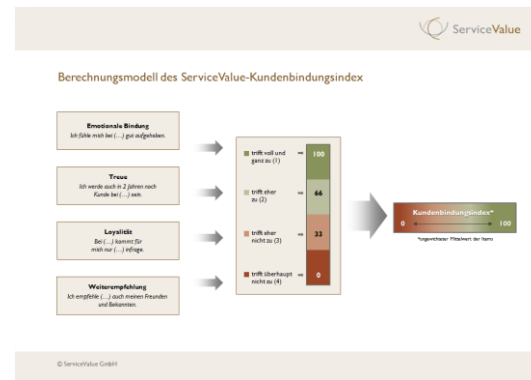 ServiceValue
Berechnungsmodell des ServiceValue-Kundenbindungsindex
Emotionale Bindung
Ich fühle mich bei (…) gut aufgehoben.
Treue
Ich werde auch in 2 Jahren noch
Kunde bei (…) sein.
Loyalität
Bei (…) kommt für
mich nur (…) infrage.
Weiterempfehlung
Ich empfehle (…) auch meinen Freunden
und Bekannten.
trifft voll und
ganz zu (1)
100
trifft eher
zu (2)
66
trifft eher
nicht zu (3)
33
trifft überhaupt
nicht zu (4)
0
Kundenbindungsindex*
0
100
*ungewichteter Mittelwert der Items
© ServiceValue GmbH